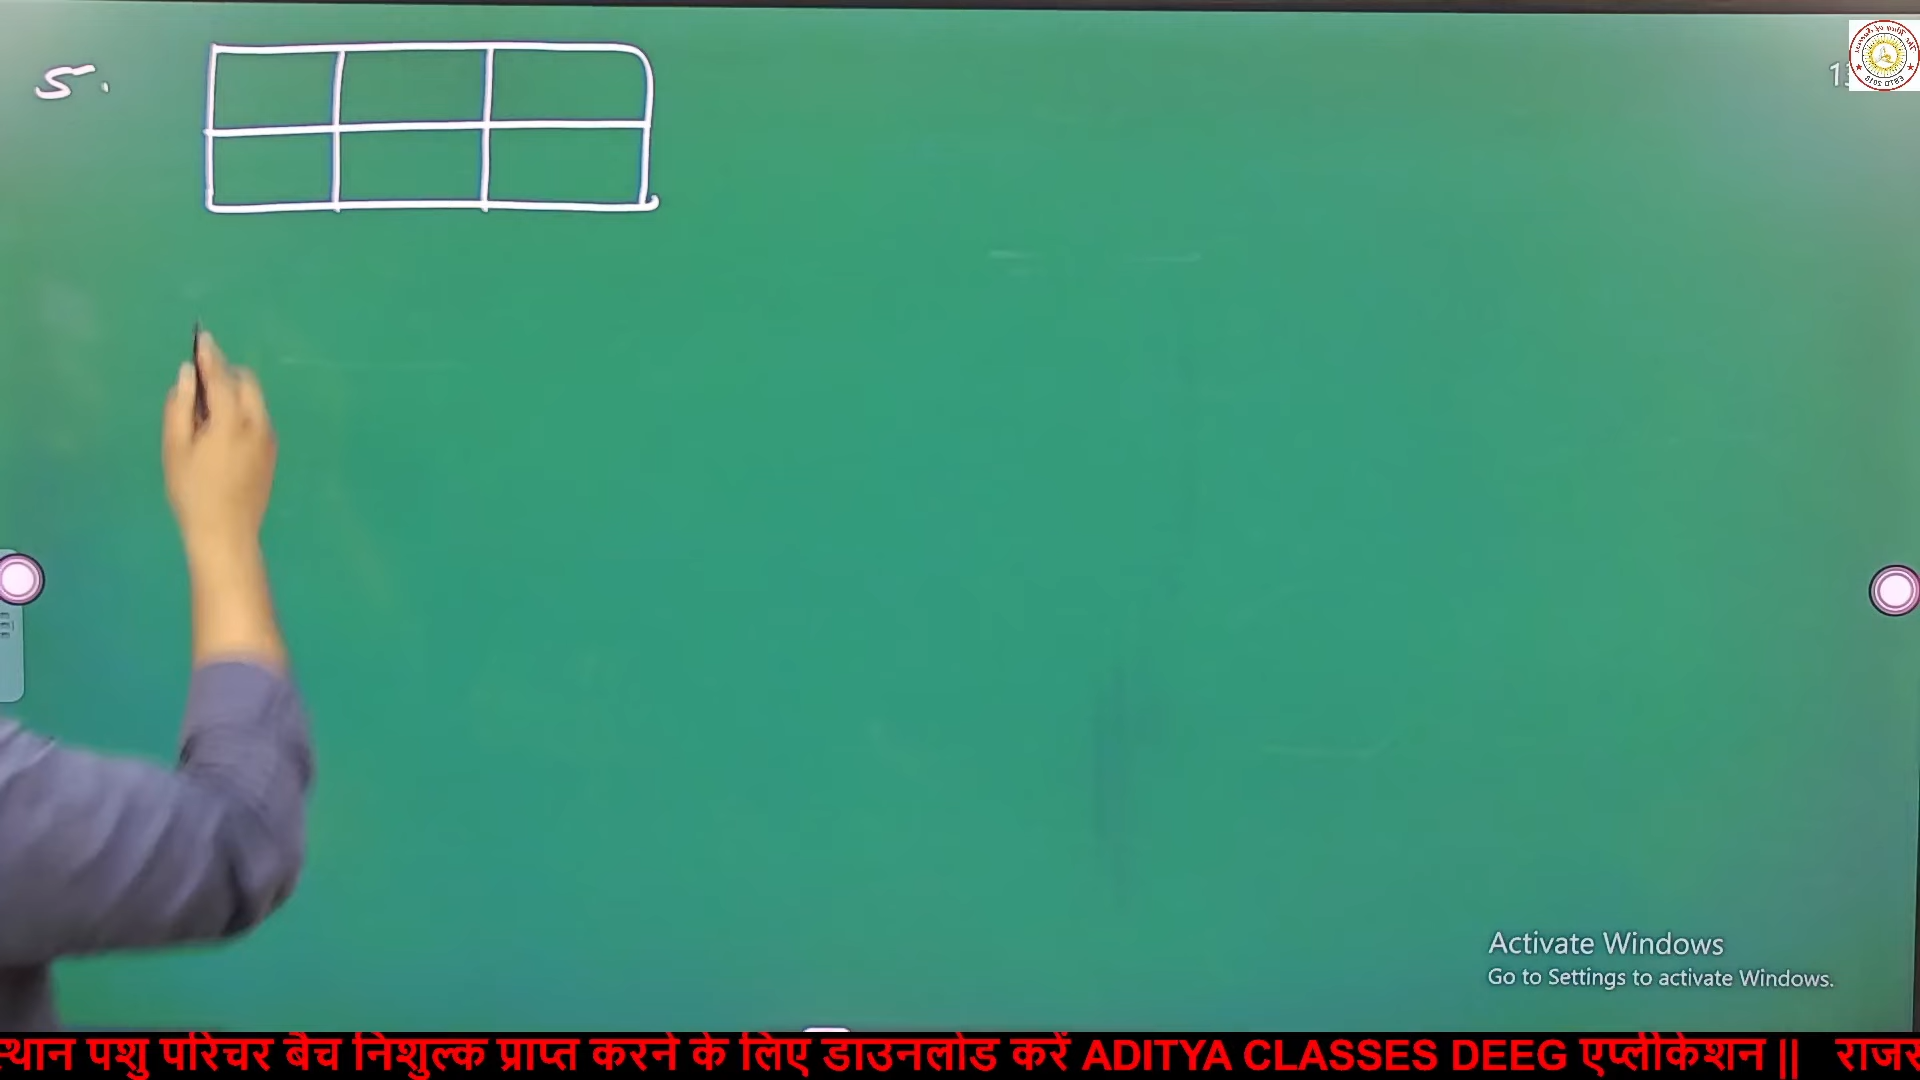 5.
Activate Windows
Go to Settings to activate Windows.
स्थान पशु परिचर बैच निशुल्क प्राप्त करने के लिए डाउनलोड करें ADITYA CLASSES DEEG एप्लीकेशन || राजस